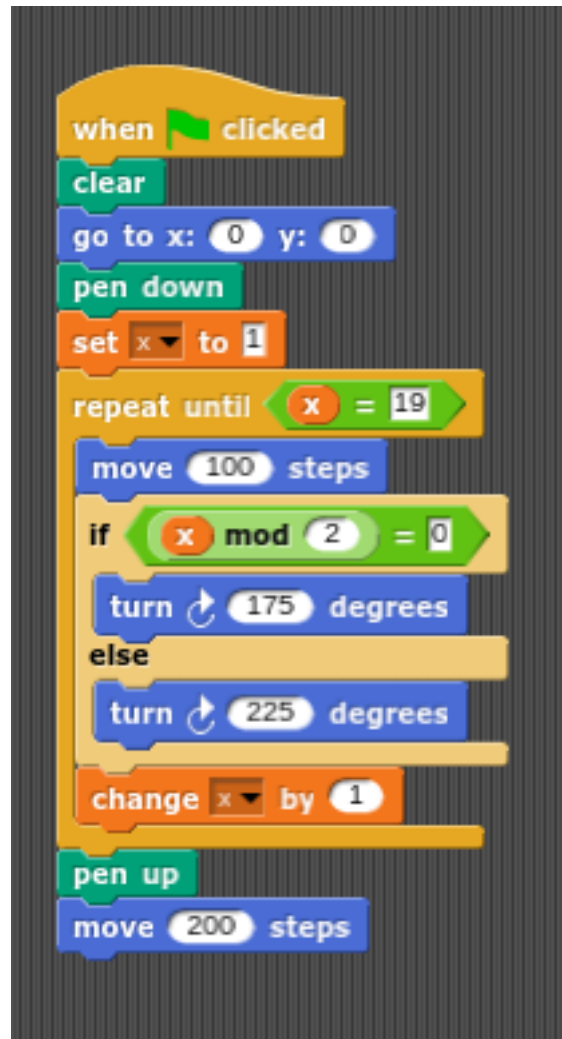 when clicked
clear
go to x: 0 y: 0
pen down
set x to 1
repeat until x = 19
move 100 steps
if x mod 2 = 0
turn 175 degrees
else
turn 225 degrees
change x by 1
pen up
move 200 steps